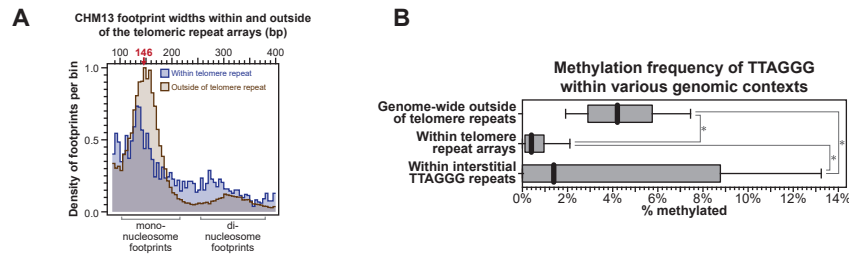 A
CHM13 footprint widths within and outside
of the telomeric repeat arrays (bp)
100 146 200 300 400
Density of footprints per bin
1.0
0.5
0.0
Within telomere repeat
Outside of telomere repeat
mono-
nucleosome
footprints
di-
nucleosome
footprints
B
Methylation frequency of TTAGGG
within various genomic contexts
Genome-wide outside
of telomere repeats
Within telomere
repeat arrays
Within interstitial
TTAGGG repeats
*
*
*
0% 2% 4% 6% 8% 10% 12% 14%
% methylated